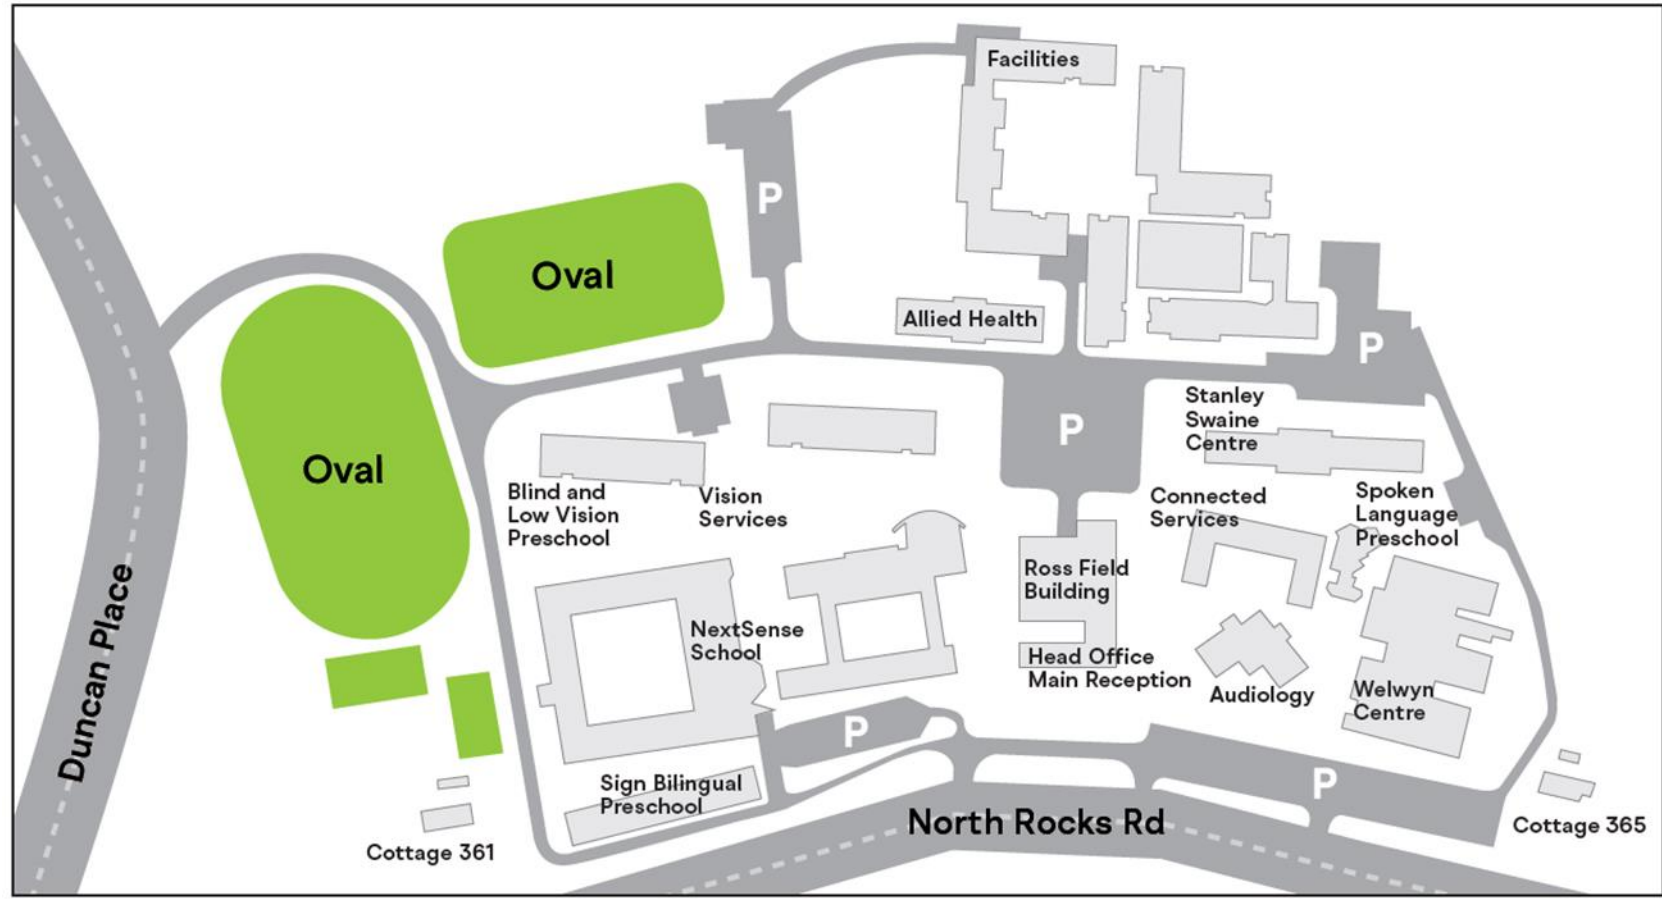 Facilities
P
Oval
Allied Health
P
Stanley
Swaine
Centre
P
Oval
Blind and
Low Vision
Preschool
Vision
Services
Connected
Services
Spoken
Language
Preschool
Ross Field
Building
NextSense
School
Head Office
Main Reception
Audiology
Welwyn
Centre
Duncan Place
P
Sign Bilingual
Preschool
P
North Rocks Rd
Cottage 365
Cottage 361